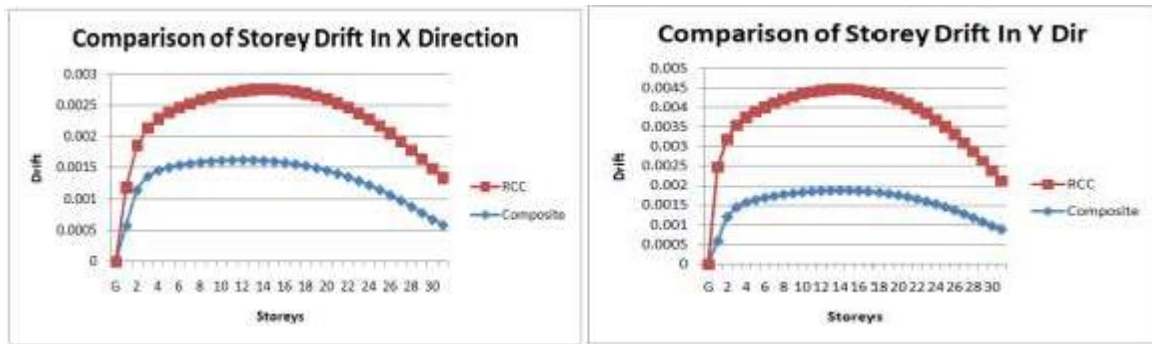 Comparison of Storey Drift In X Direction
0.003
0.0025
0.002
0.0015
0.001
0.0005
0
Drift
G 2 4 6 8 10 12 14 16 18 20 22 24 26 28 30
Storeys
RCC
Composite
Comparison of Storey Drift In Y Dir
0.005
0.0045
0.004
0.0035
0.003
0.0025
0.002
0.0015
0.001
0.0005
0
Drift
G 2 4 6 8 10 12 14 16 18 20 22 24 26 28 30
Storeys
RCC
Composite